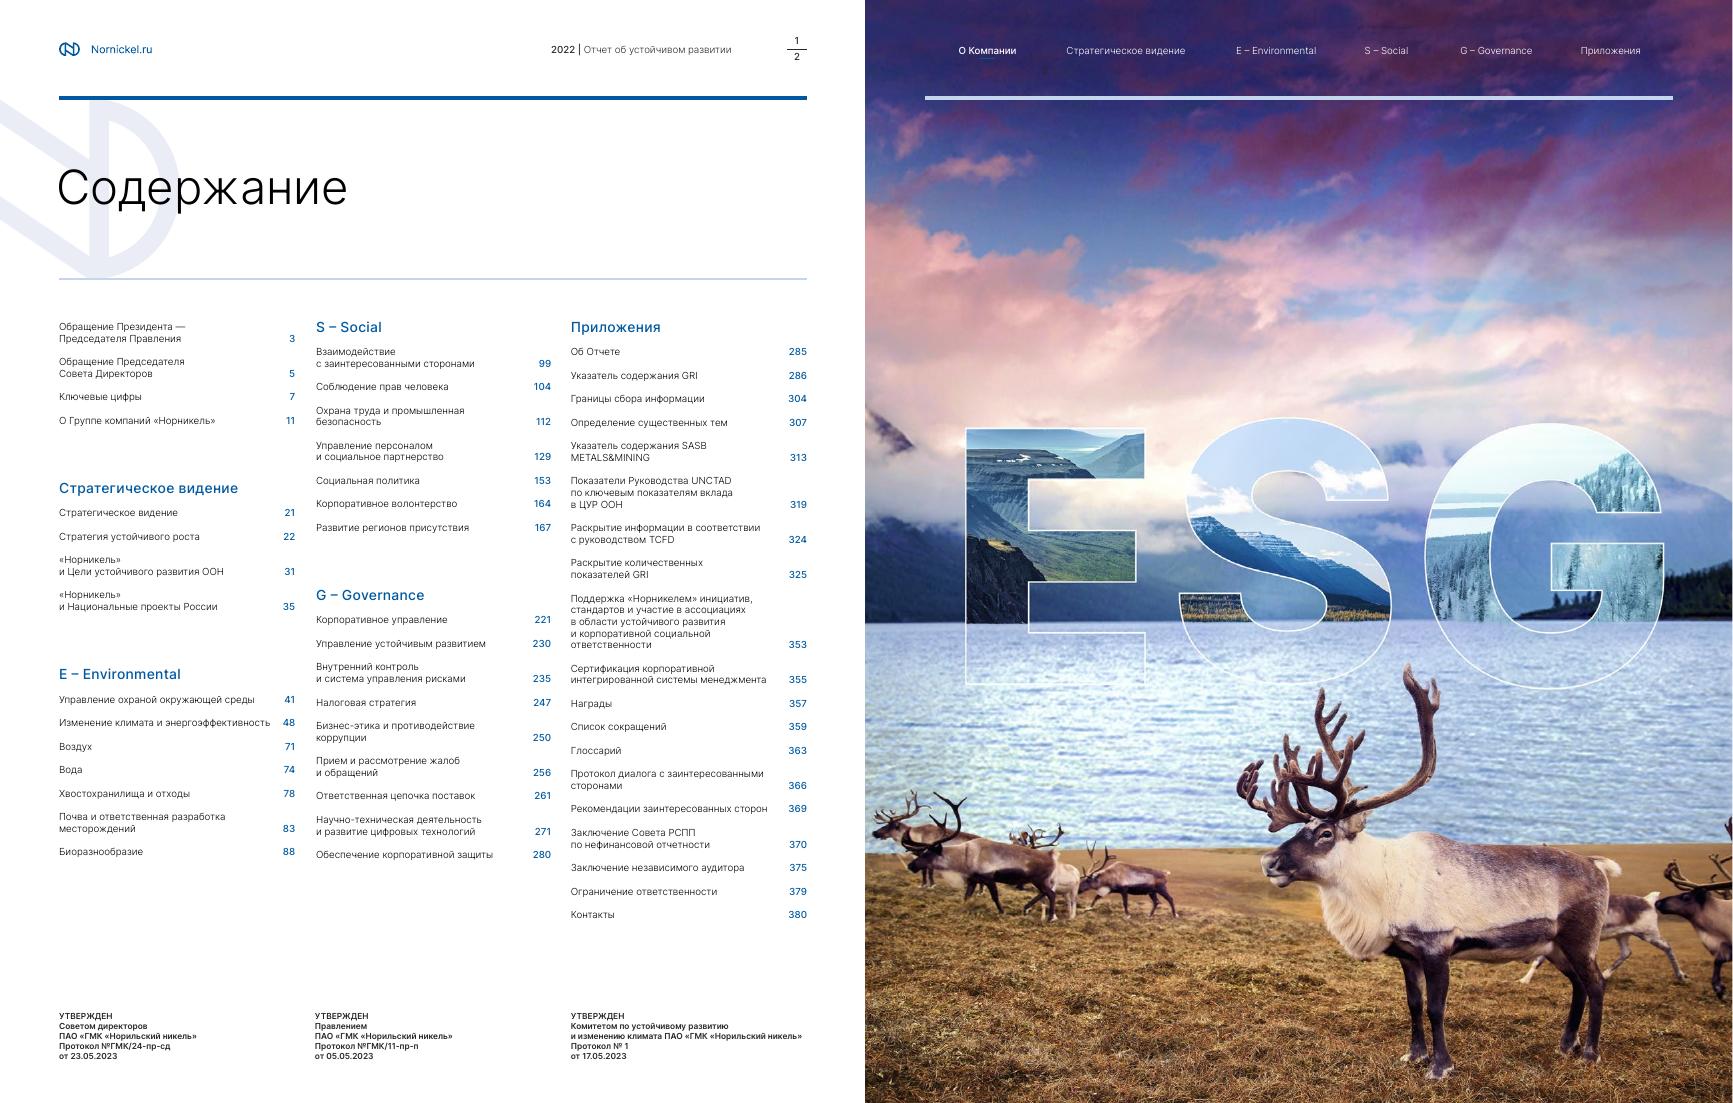 Nornickel.ru
2022 | Отчет об устойчивом развитии
1
2
Содержание
Обращение Президента —
Председателя Правления 3
Обращение Председателя
Совета Директоров 5
Ключевые цифры 7
О Группе компаний «Норникель» 11
Стратегическое видение
Стратегическое видение 21
Стратегия устойчивого роста 22
«Норникель»
и Цели устойчивого развития ООН 31
«Норникель»
и Национальные проекты России 35
E – Environmental
Управление охраной окружающей среды 41
Изменение климата и энергоэффективность 48
Воздух 71
Вода 74
Хвостохранилища и отходы 78
Почва и ответственная разработка
месторождений 83
Биоразнообразие 88
S – Social
Взаимодействие
с заинтересованными сторонами 99
Соблюдение прав человека 104
Охрана труда и промышленная
безопасность 112
Управление персоналом
и социальное партнерство 129
Социальная политика 153
Корпоративное волонтерство 164
Развитие регионов присутствия 167
G – Governance
Корпоративное управление 221
Управление устойчивым развитием 230
Внутренний контроль
и система управления рисками 235
Налоговая стратегия 247
Бизнес-этика и противодействие
коррупции 250
Прием и рассмотрение жалоб
и обращений 256
Ответственная цепочка поставок 261
Научно-техническая деятельность
и развитие цифровых технологий 271
Обеспечение корпоративной защиты 280
Приложения
Об Отчете 285
Указатель содержания GRI 286
Границы сбора информации 304
Определение существенных тем 307
Указатель содержания SASB
METALS&MINING 313
Показатели Руководства UNCTAD
по ключевым показателям вклада
в ЦУР ООН 319
Раскрытие информации в соответствии
с руководством TCFD 324
Раскрытие количественных
показателей GRI 325
Поддержка «Норникелем» инициатив,
стандартов и участие в ассоциациях
в области устойчивого развития
и корпоративной социальной
ответственности 353
Сертификация корпоративной
интегрированной системы менеджмента 355
Награды 357
Список сокращений 359
Глоссарий 363
Протокол диалога с заинтересованными
сторонами 366
Рекомендации заинтересованных сторон 369
Заключение Совета РСПП
по нефинансовой отчетности 370
Заключение независимого аудитора 375
Ограничение ответственности 379
Контакты 380
УТВЕРЖДЕН
Советом директоров
ПАО «ГМК «Норильский никель»
Протокол №ГМК/24-пр-сд
от 23.05.2023
УТВЕРЖДЕН
Правлением
ПАО «ГМК «Норильский никель»
Протокол №ГМК/11-пр-п
от 05.05.2023
УТВЕРЖДЕН
Комитетом по устойчивому развитию
и изменению климата ПАО «ГМК «Норильский никель»
Протокол № 1
от 17.05.2023
О Компании Стратегическое видение E – Environmental S – Social G – Governance Приложения
ESG